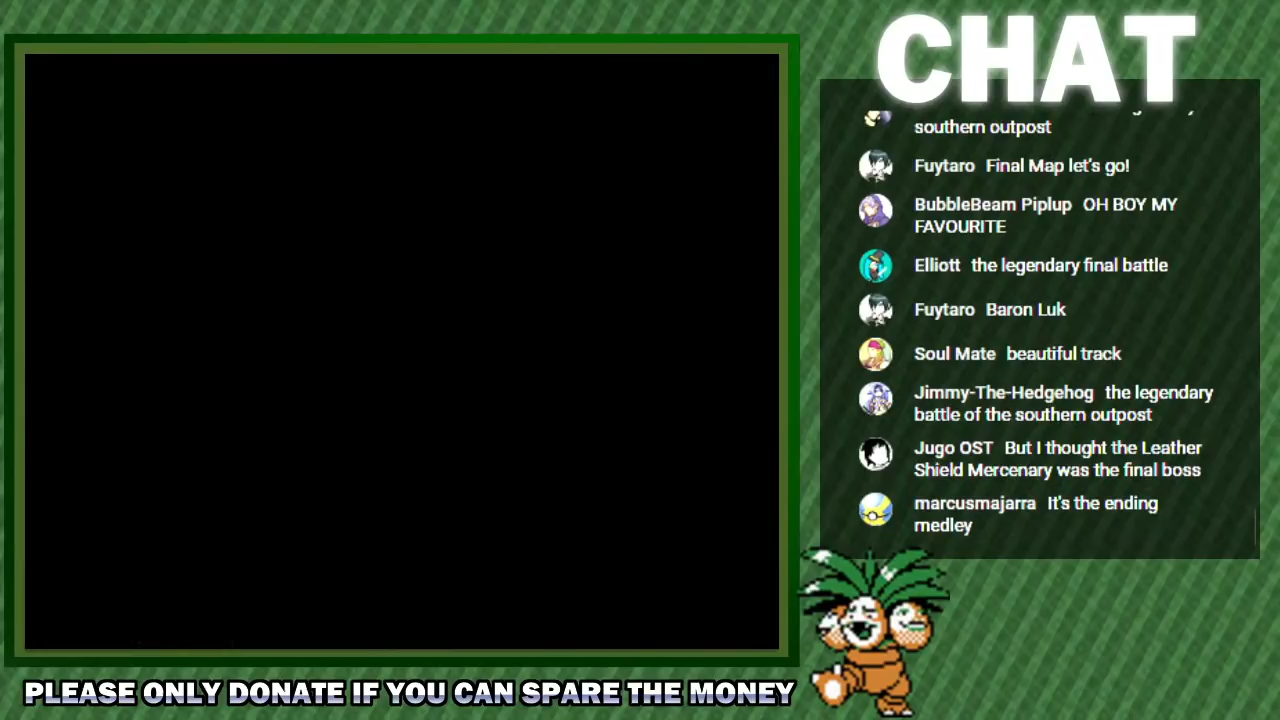 CHAT
southern outpost
Fuytaro Final Map let's go!
BubbleBeam Piplup OH BOY MY
FAVOURITE
Elliott the legendary final battle
Fuytaro Baron Luk
Soul Mate beautiful track
Jimmy-The-Hedgehog the legendary
battle of the southern outpost
Jugo OST But I thought the Leather
Shield Mercenary was the final boss
marcusmajarra It's the ending
medley
PLEASE ONLY DONATE IF YOU CAN SPARE THE MONEY